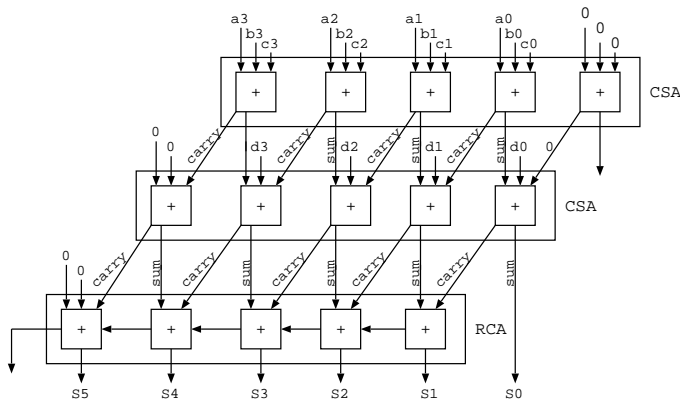 a3 a2 a1 a0 0
b3 b2 b1 b0 0
c3 c2 c1 c0 0
+ + + + + CSA
0 carry carry sum carry sum carry sum
0 d3 d2 d1 d0 0
+ + + + + CSA
0 carry sum carry sum carry sum carry sum carry sum
0
+ + + + + RCA
S5 S4 S3 S2 S1 S0